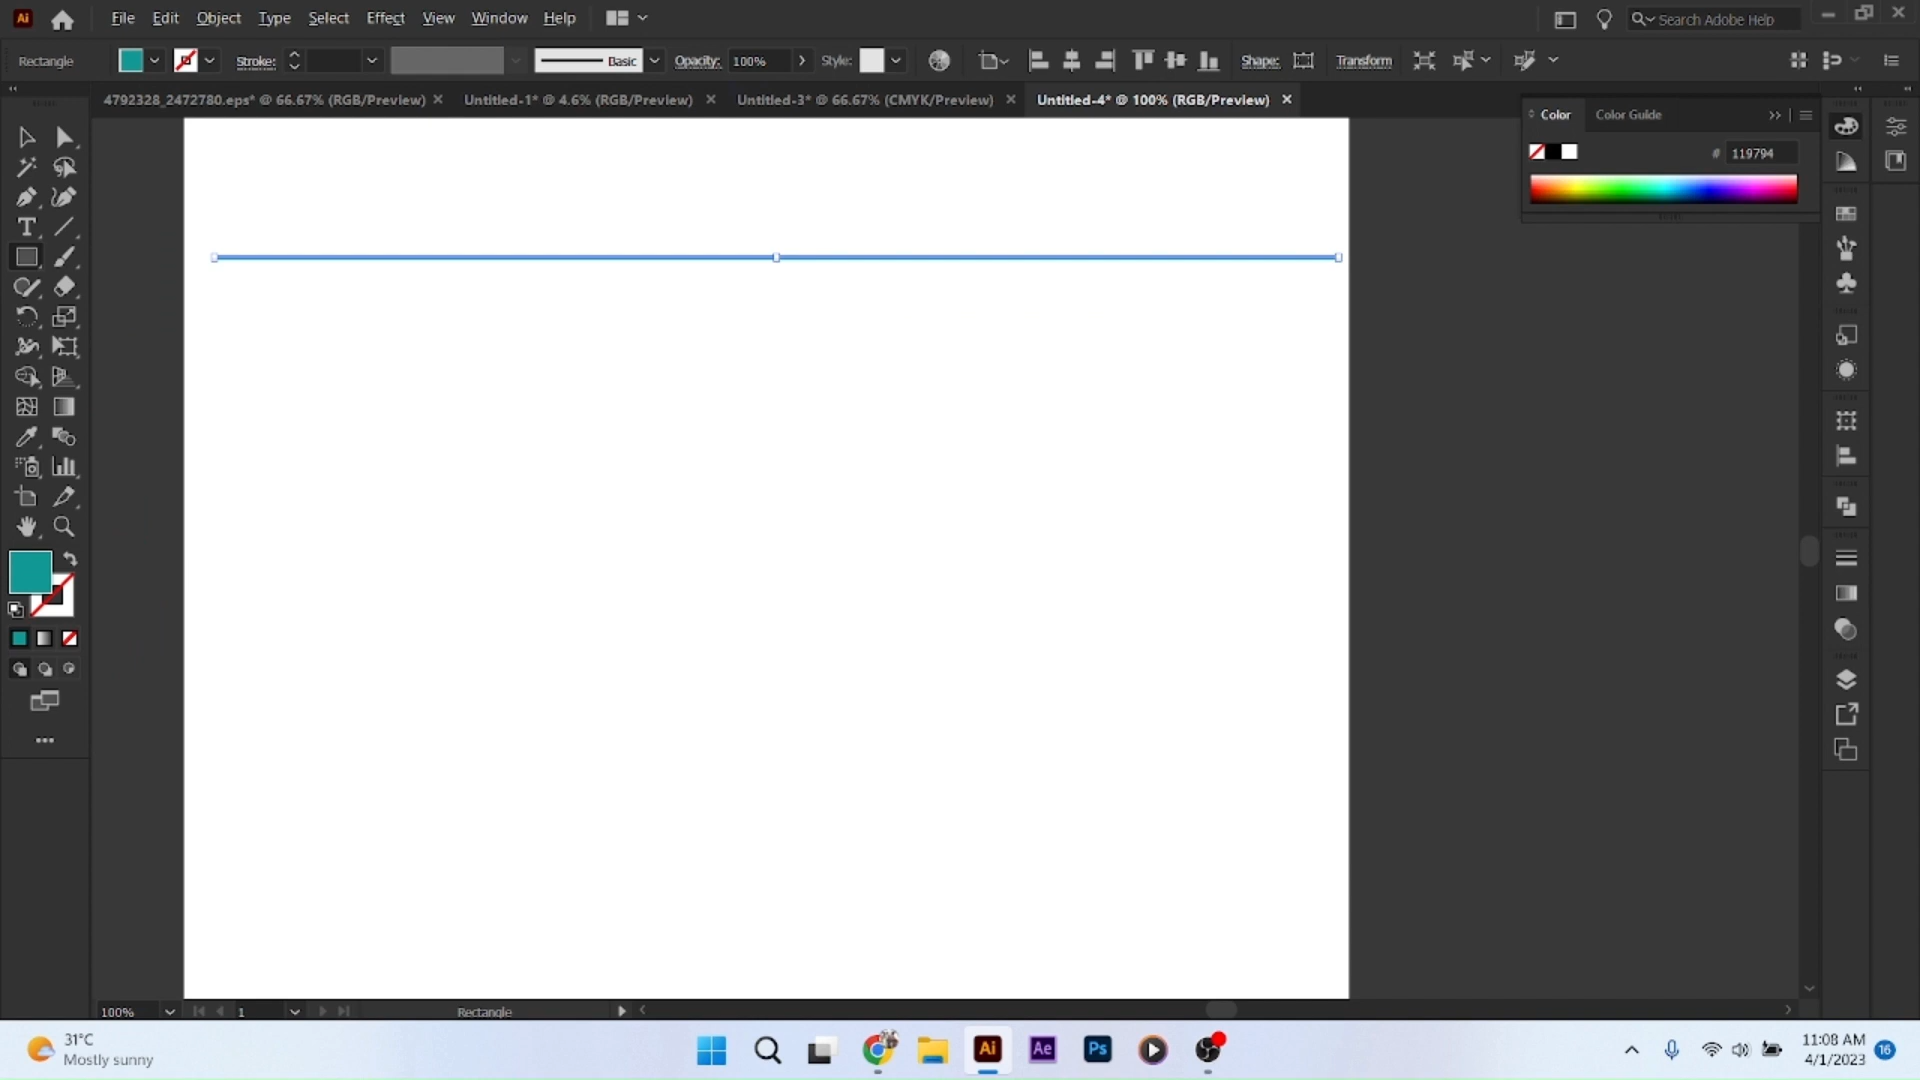 Ai File Edit Object Type Select Effect View Window Help Search Adobe Help
Rectangle Stroke: Basic Opacity: 100% Style: Shape: Transform
4792328_2472780.eps* @ 66.67% (RGB/Preview) Untitled-1* @ 4.6% (RGB/Preview) Untitled-3* @ 66.67% (CMYK/Preview) Untitled-4* @ 100% (RGB/Preview)
Color Color Guide
# 119794
100% 1 Rectangle
31°C
Mostly sunny
Ai Ae Ps
11:08 AM
4/1/2023
16